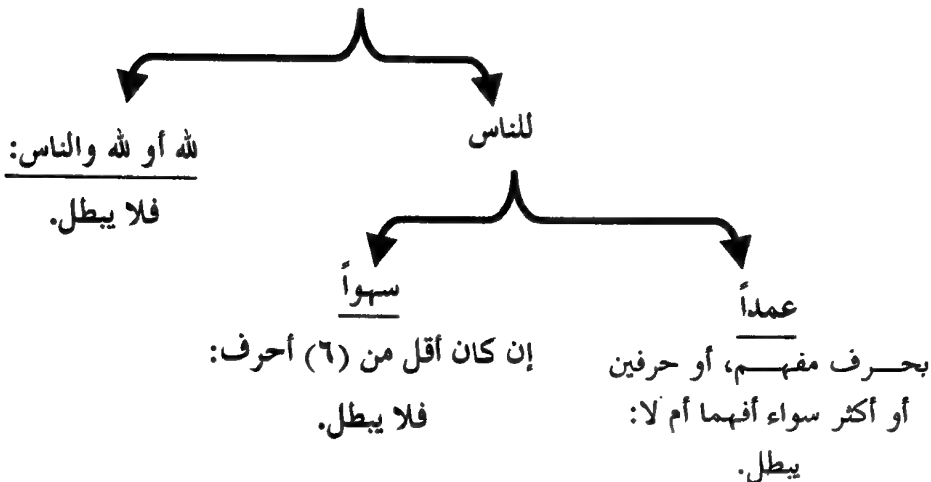 للناس
لله أو لله والناس:
فلا يبطل.
عمداً
بحرف مفهم، أو حرفين
أو أكثر سواء أفهما أم لا:
يبطل.
سهواً
إن كان أقل من (٦) أحرف:
فلا يبطل.